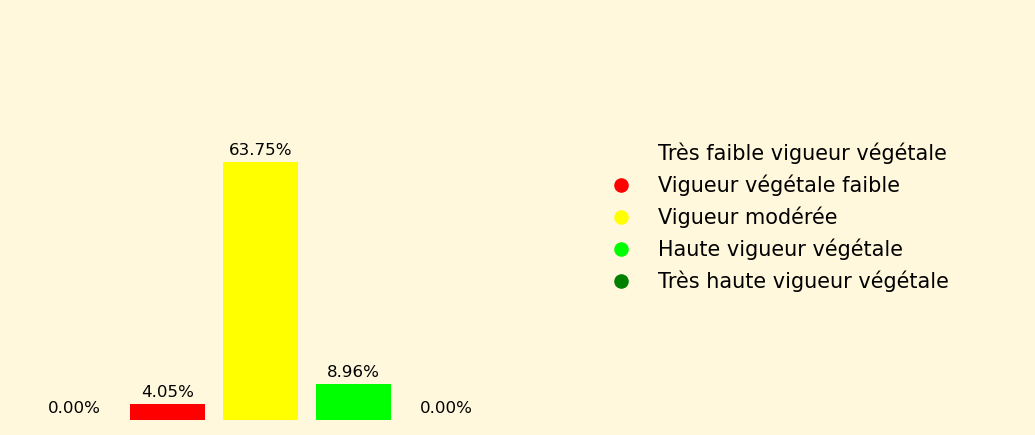 63.75%
8.96%
4.05%
0.00%
0.00%
Très faible vigueur végétale
Vigueur végétale faible
Vigueur modérée
Haute vigueur végétale
Très haute vigueur végétale